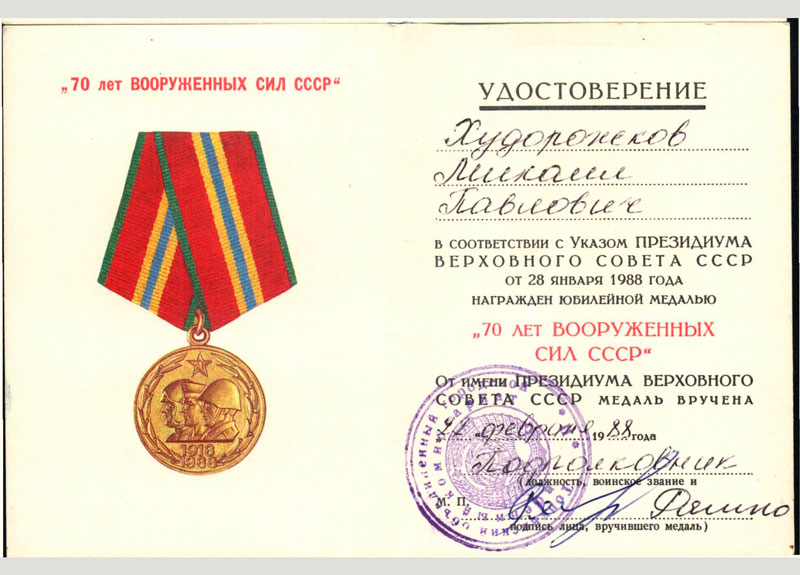 „70 лет ВООРУЖЕННЫХ СИЛ СССР“
1918
1988
УДОСТОВЕРЕНИЕ
Худорожков
Михаил
Павлович
В СООТВЕТСТВИИ С УКАЗОМ ПРЕЗИДИУМА
ВЕРХОВНОГО СОВЕТА СССР
ОТ 28 ЯНВАРЯ 1988 ГОДА
НАГРАЖДЕН ЮБИЛЕЙНОЙ МЕДАЛЬЮ
„70 ЛЕТ ВООРУЖЕННЫХ
СИЛ СССР“
ОТ ИМЕНИ ПРЕЗИДИУМА ВЕРХОВНОГО
СОВЕТА СССР МЕДАЛЬ ВРУЧЕНА
февраля 1988 года
Подполковник
(должность, воинское звание и
М. П.
подпись лица, вручившего медаль)